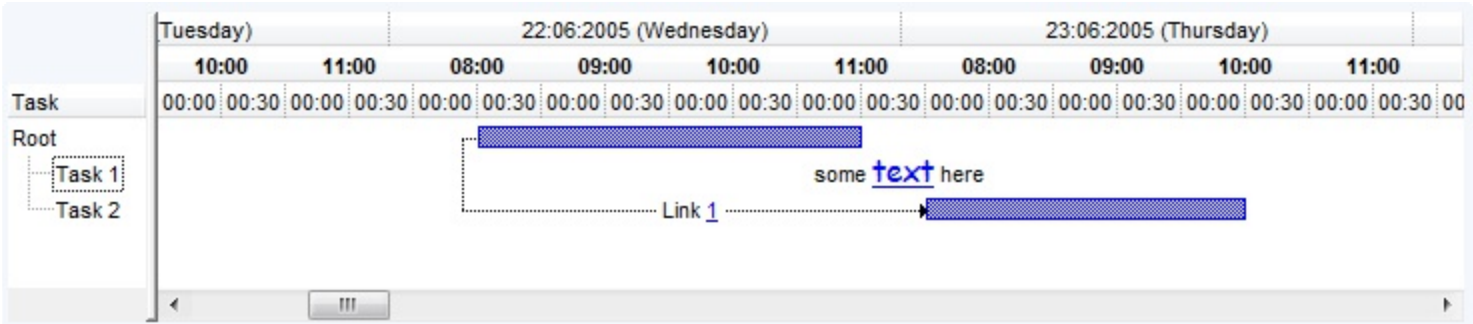 Tuesday) 22:06:2005 (Wednesday) 23:06:2005 (Thursday)
10:00 11:00 08:00 09:00 10:00 11:00 08:00 09:00 10:00 11:00
Task 00:00 00:30 00:00 00:30 00:00 00:30 00:00 00:30 00:00 00:30 00:00 00:30 00:00 00:30 00:00 00:30 00:00 00:30 00:00 00:30 00
Root
Task 1 some text here
Task 2 Link 1